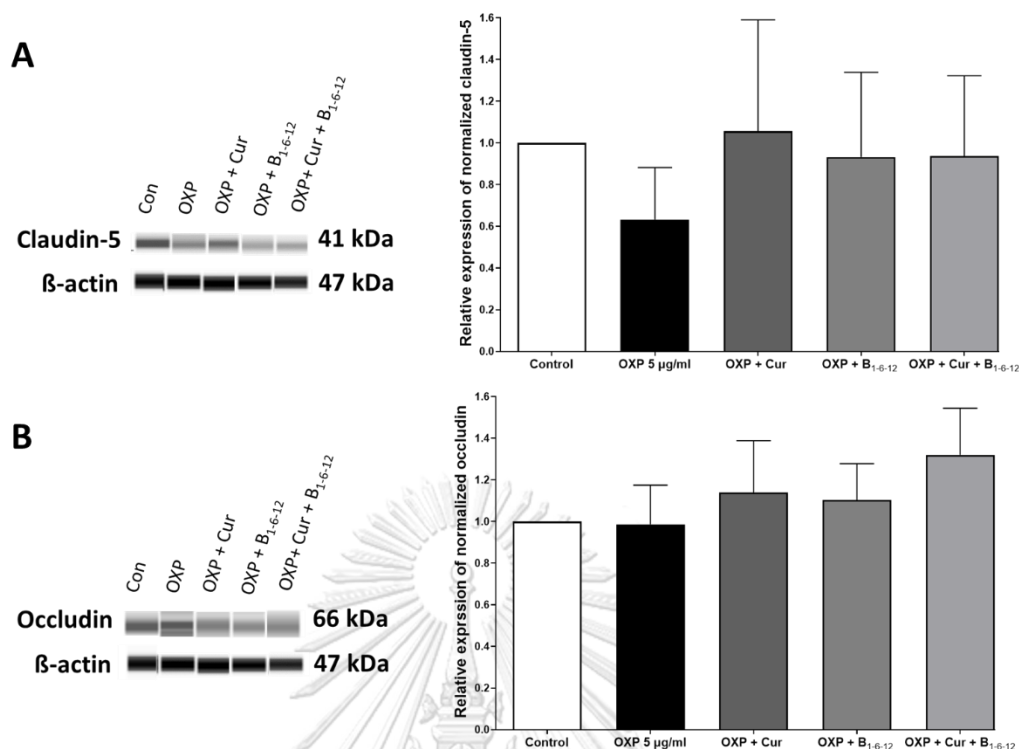 A
Con
OXP
OXP + Cur
OXP + B1-6-12
OXP+ Cur + B1-6-12
Claudin-5
41 kDa
ß-actin
47 kDa
Relative expression of normalized claudin-5
1.6
1.4
1.2
1.0
0.8
0.6
0.4
0.2
0.0
Control
OXP 5 µg/ml
OXP + Cur
OXP + B1-6-12
OXP + Cur + B1-6-12
B
Con
OXP
OXP + Cur
OXP + B1-6-12
OXP+ Cur + B1-6-12
Occludin
66 kDa
ß-actin
47 kDa
Relative exprssion of normalized occludin
1.6
1.4
1.2
1.0
0.8
0.6
0.4
0.2
0.0
Control
OXP 5 µg/ml
OXP + Cur
OXP + B1-6-12
OXP + Cur + B1-6-12